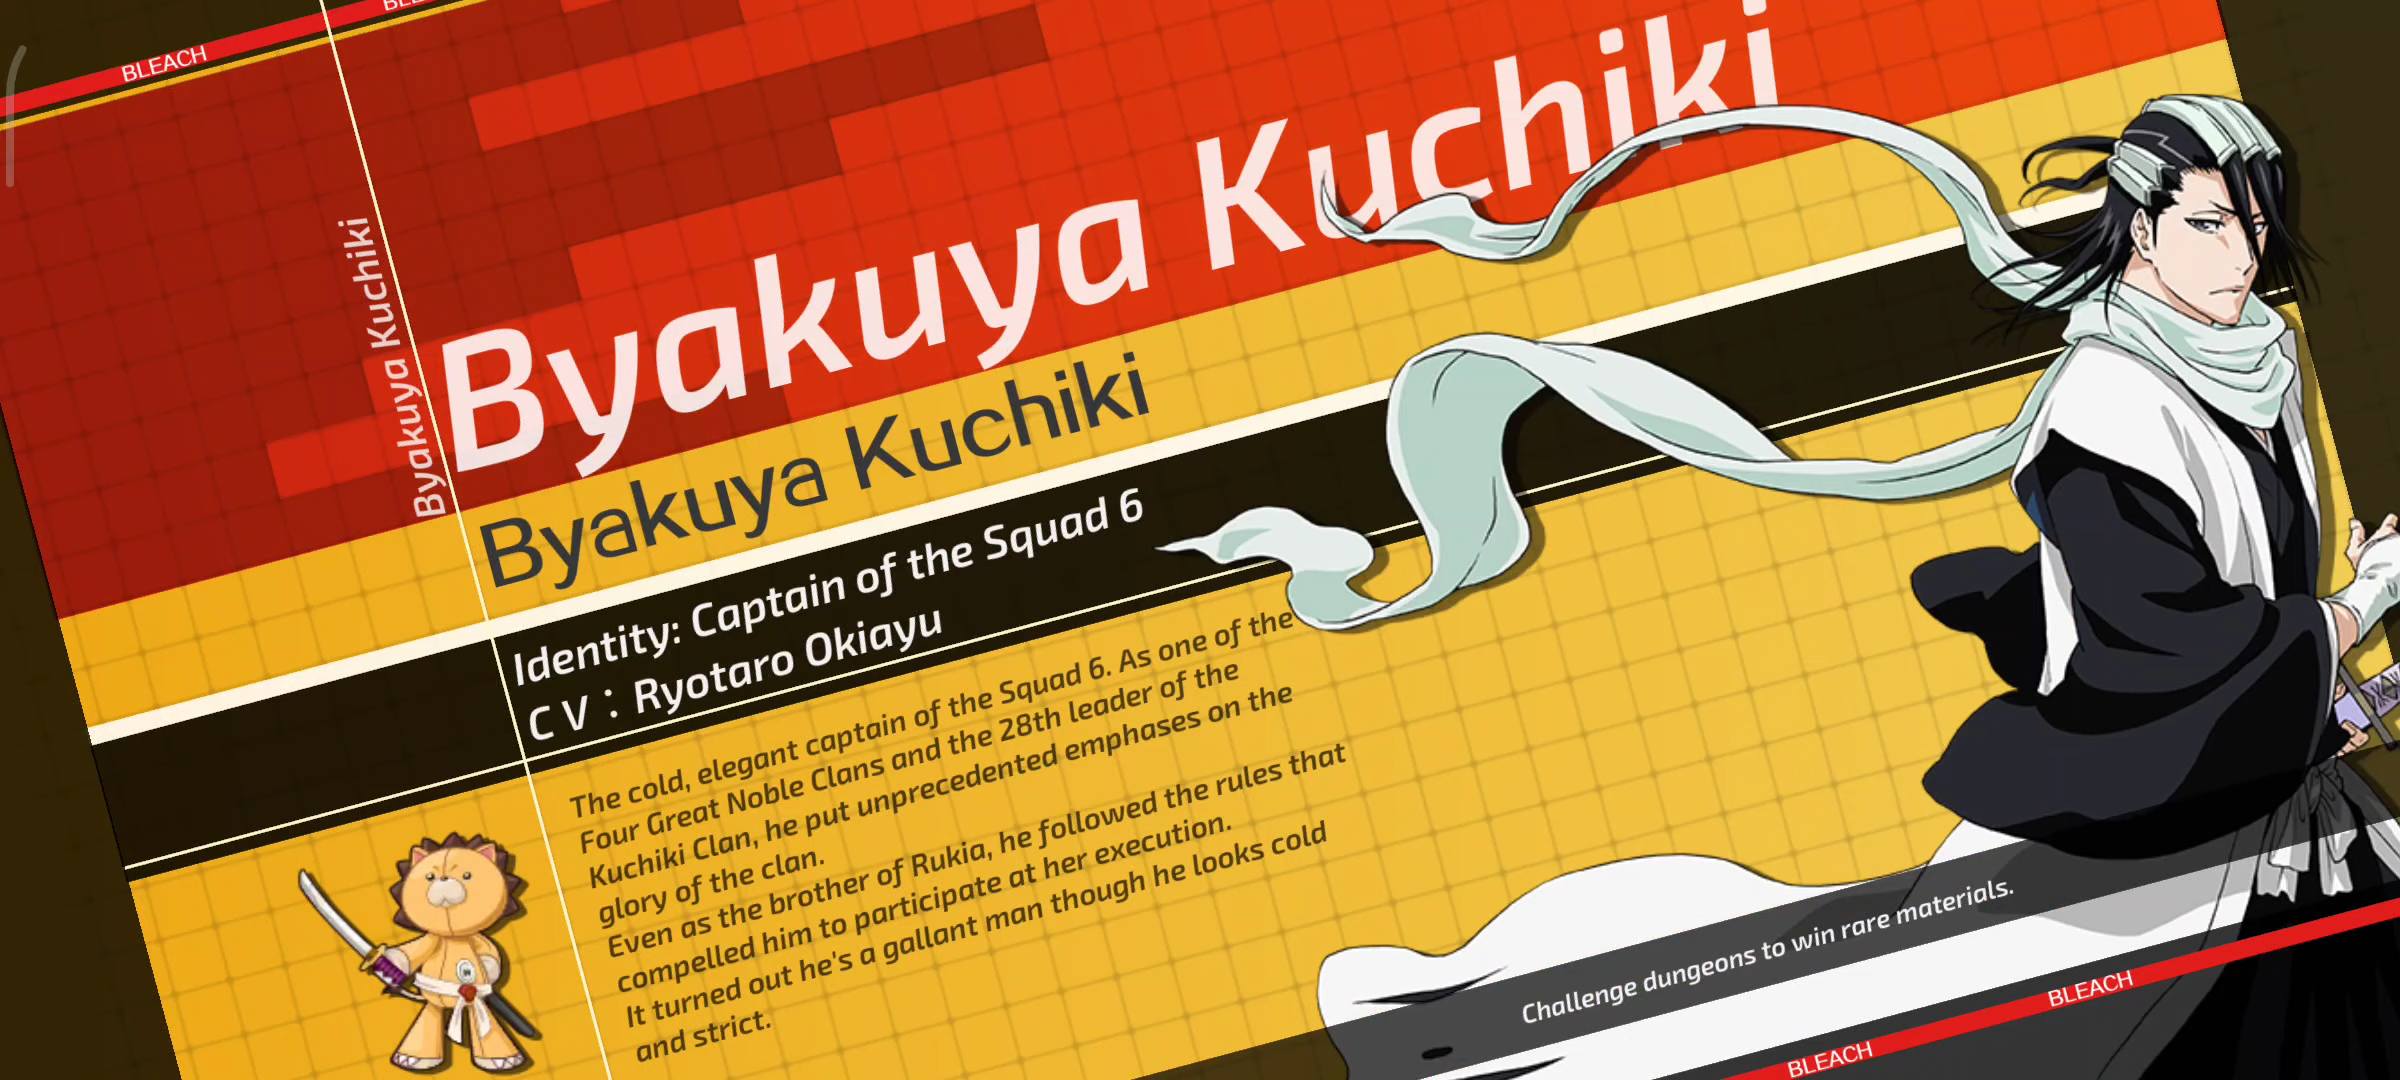 BLEACH
Byakuya Kuchiki
Byakuya Kuchiki
Byakuya Kuchiki
Identity: Captain of the Squad 6
CV：Ryotaro Okiayu
The cold, elegant captain of the Squad 6. As one of the
Four Great Noble Clans and the 28th leader of the
Kuchiki Clan, he put unprecedented emphases on the
glory of the clan.
Even as the brother of Rukia, he followed the rules that
compelled him to participate at her execution.
It turned out he's a gallant man though he looks cold
and strict.
Challenge dungeons to win rare materials.
BLEACH
BLEACH